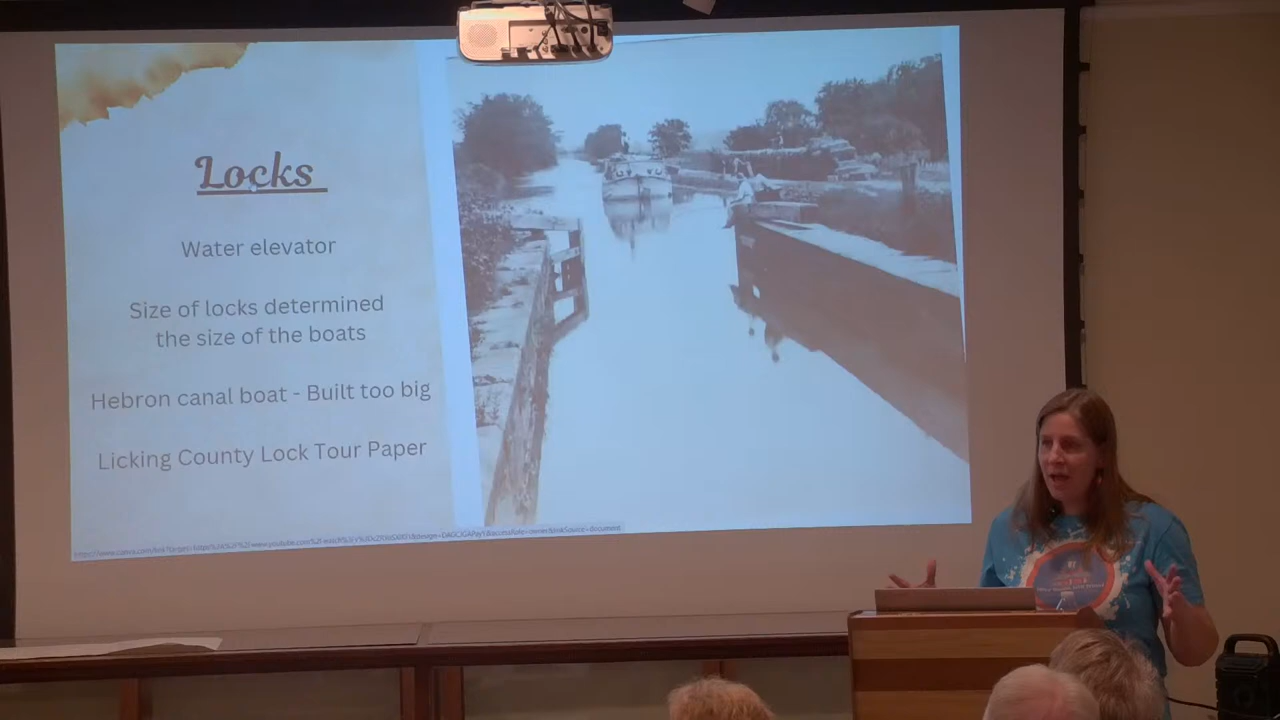 Locks
Water elevator
Size of locks determined
the size of the boats
Hebron canal boat - Built too big
Licking County Lock Tour Paper